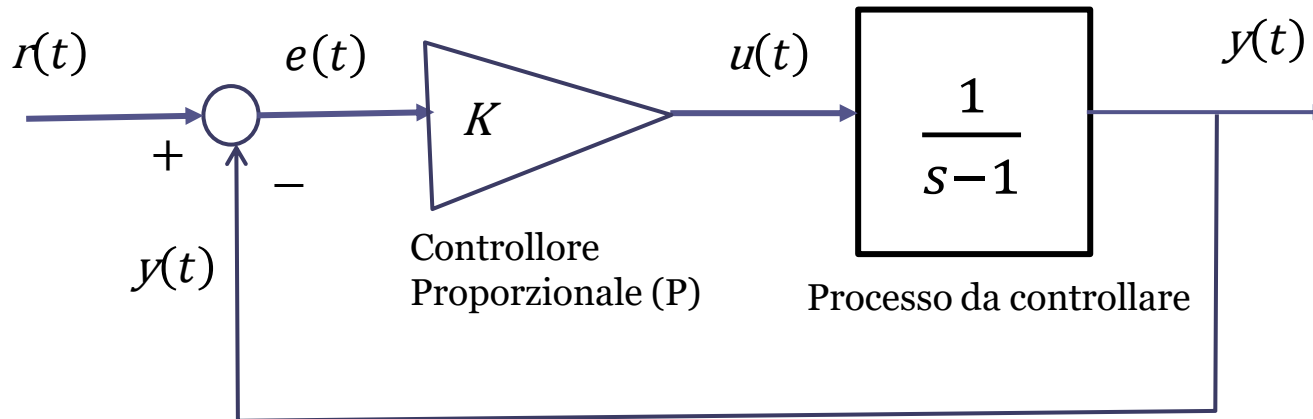 r(t)
e(t)
u(t)
y(t)
+
−
K
1
s−1
y(t)
Controllore
Proporzionale (P)
Processo da controllare